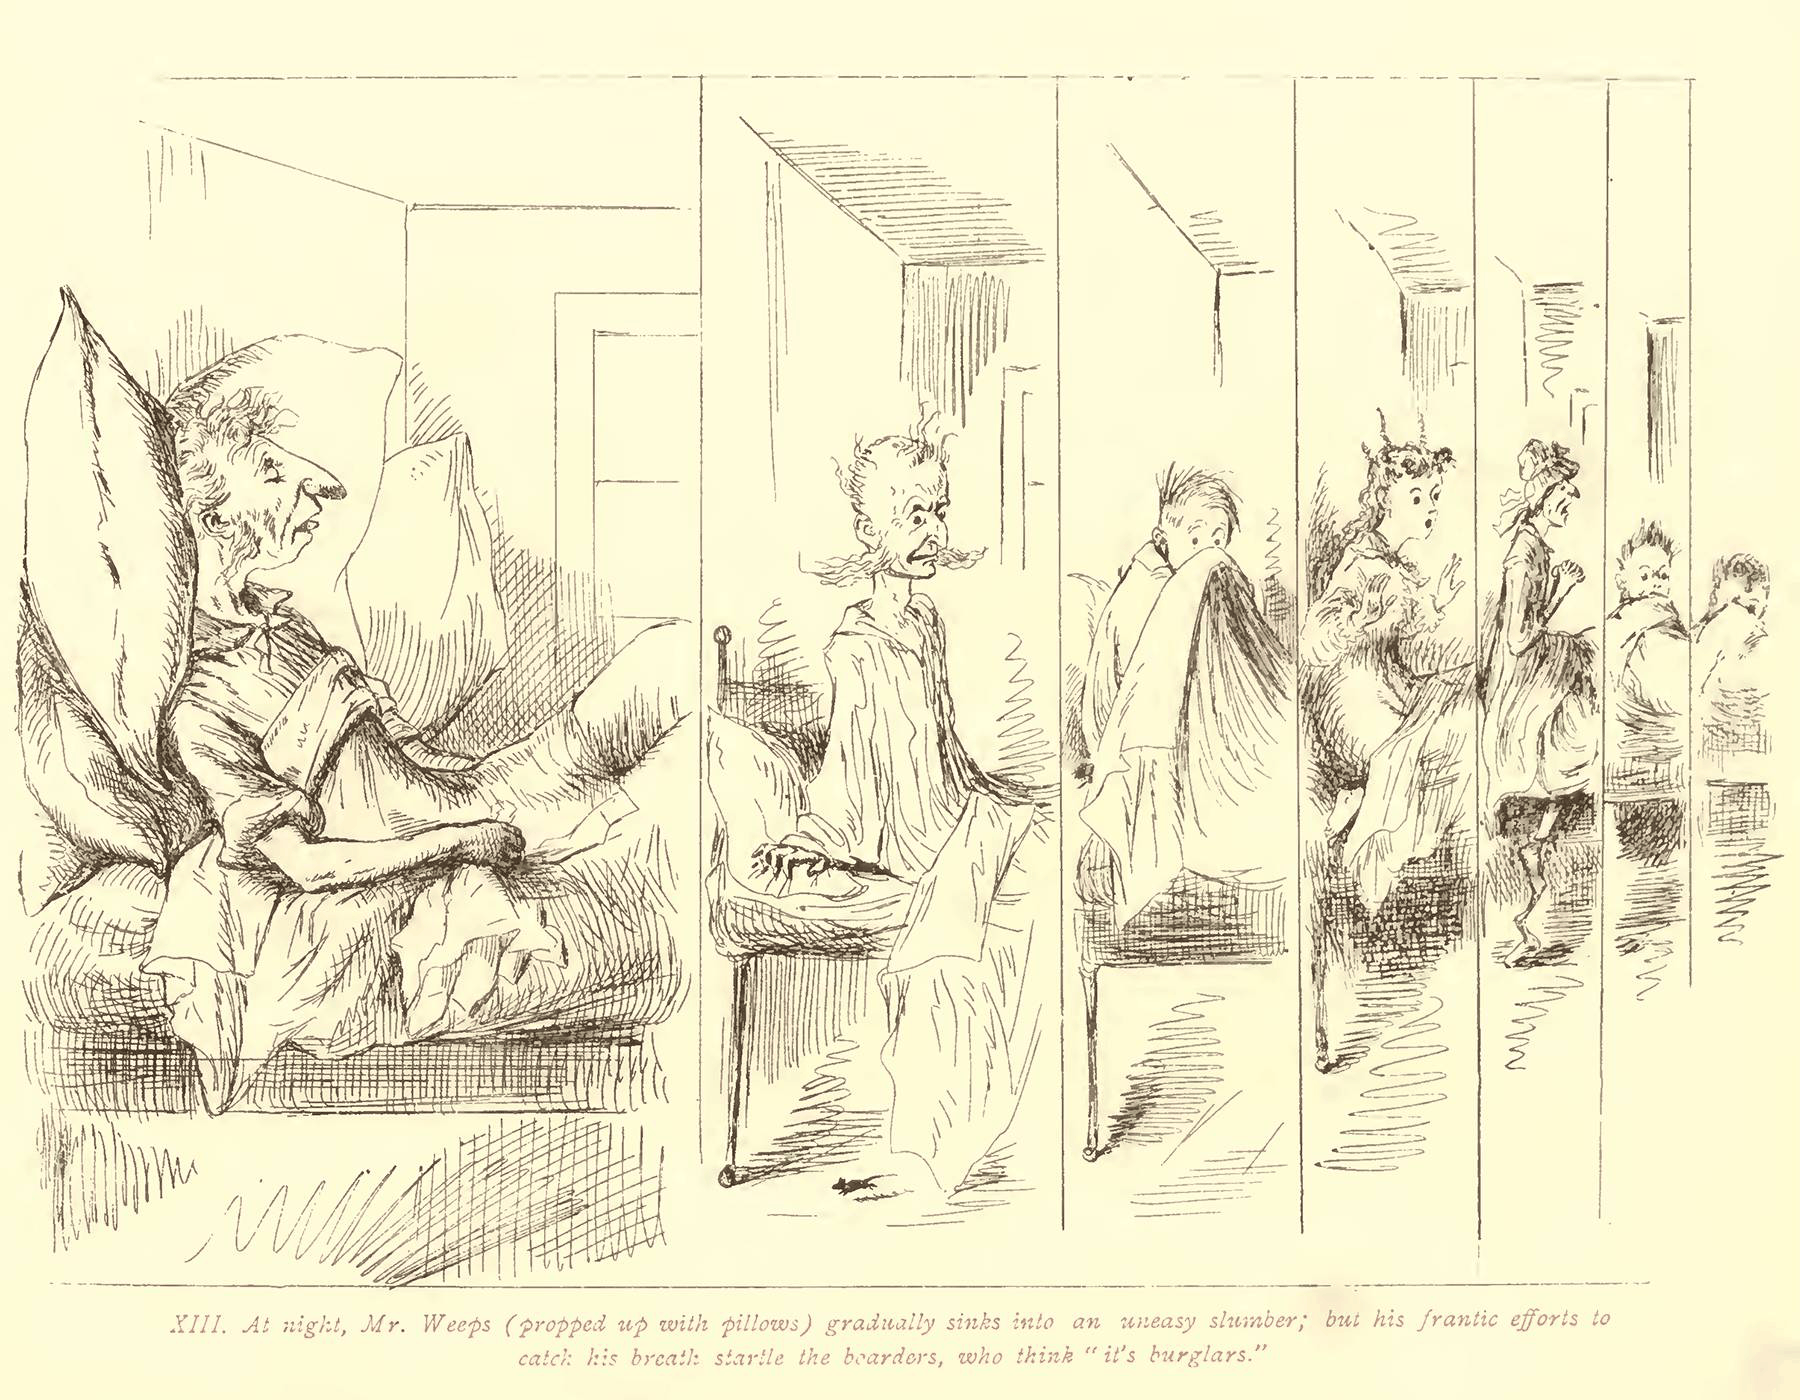 XIII. At night, Mr. Weeps (propped up with pillows) gradually sinks into an uneasy slumber; but his frantic efforts to
catch his breath startle the boarders, who think “it's burglars.”